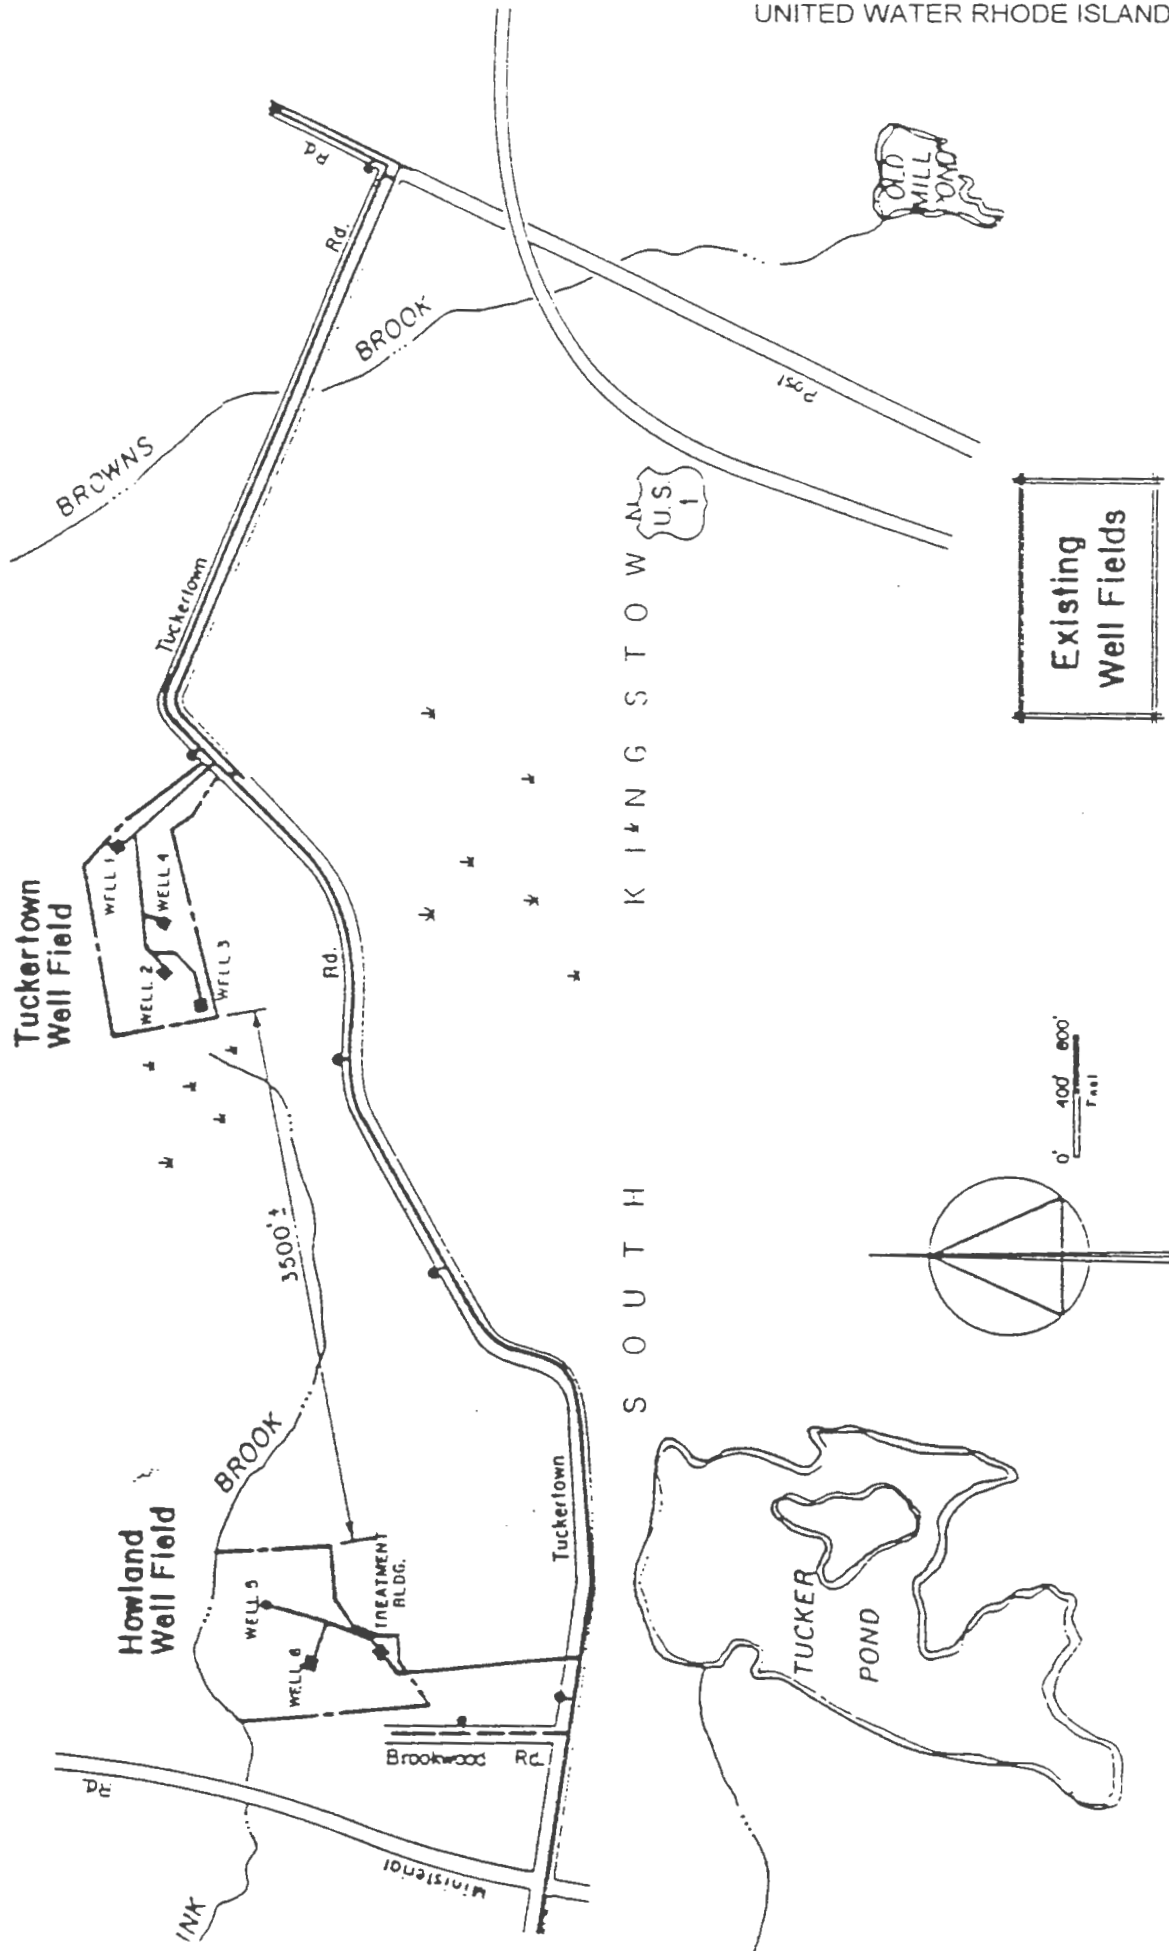 UNITED WATER RHODE ISLAND
Tuckertown
Well Field
WELL 1
WELL 4
WELL 2
WELL 3
Howland
Well Field
WELL 5
WELL 6
TREATMENT
BLDG.
3500' ±
INK
BROOK
BROWNS
BROOK
Rd.
Ministerial
Brookwood Rd.
Tuckertown
Rd.
Tuckertown
Rd.
Rd.
Post
U.S.
1
OLD
MILL
POND
SOUTH KINGSTOWN
TUCKER
POND
N
0' 400' 800'
Feet
Existing
Well Fields